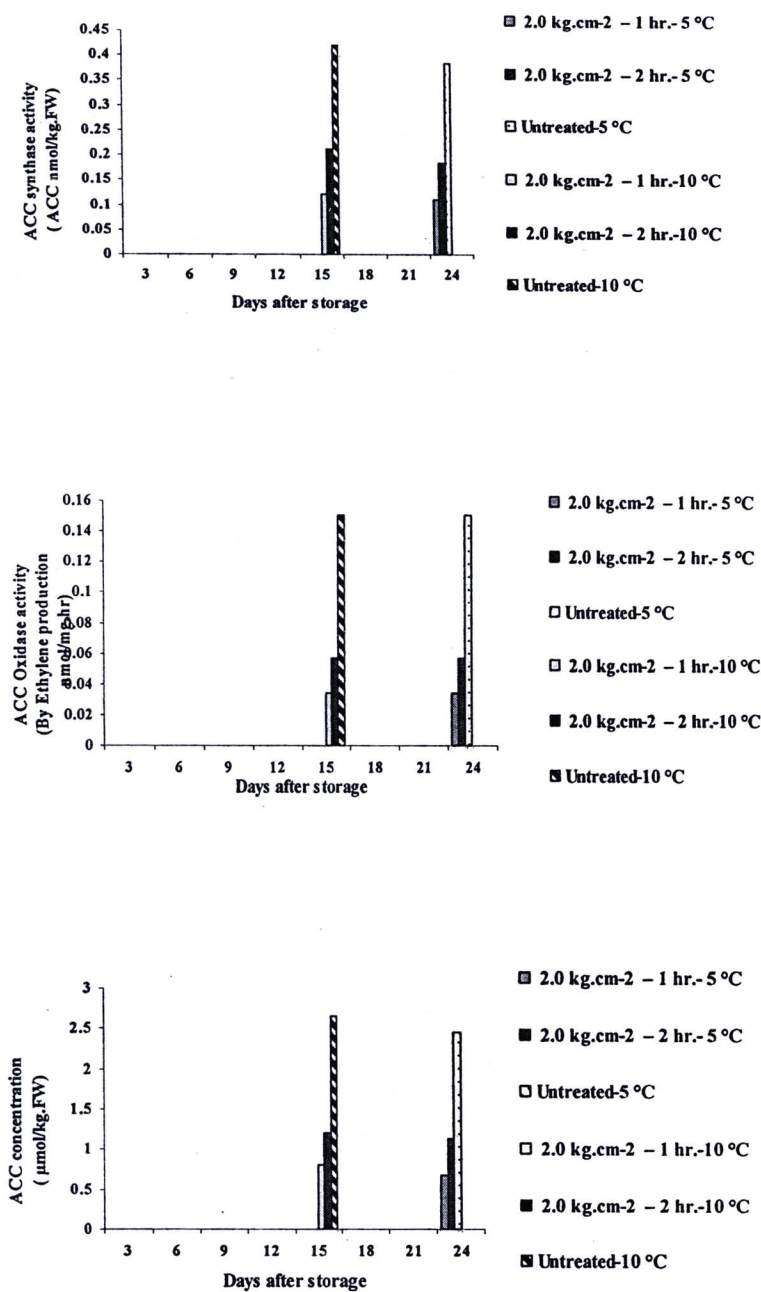 ACC synthase activity
( ACC nmol/kg.FW)
0.45
0.4
0.35
0.3
0.25
0.2
0.15
0.1
0.05
0
3 6 9 12 15 18 21 24
Days after storage
2.0 kg.cm-2 – 1 hr.- 5 °C
2.0 kg.cm-2 – 2 hr.-5 °C
Untreated-5 °C
2.0 kg.cm-2 – 1 hr.-10 °C
2.0 kg.cm-2 – 2 hr.-10 °C
Untreated-10 °C
ACC Oxidase activity
(By Ethylene production
nmol/mg.hr)
0.16
0.14
0.12
0.1
0.08
0.06
0.04
0.02
0
3 6 9 12 15 18 21 24
Days after storage
2.0 kg.cm-2 – 1 hr.- 5 °C
2.0 kg.cm-2 – 2 hr.- 5 °C
Untreated-5 °C
2.0 kg.cm-2 – 1 hr.-10 °C
2.0 kg.cm-2 – 2 hr.-10 °C
Untreated-10 °C
ACC concentration
( µmol/kg.FW)
3
2.5
2
1.5
1
0.5
0
3 6 9 12 15 18 21 24
Days after storage
2.0 kg.cm-2 – 1 hr.- 5 °C
2.0 kg.cm-2 – 2 hr.- 5 °C
Untreated-5 °C
2.0 kg.cm-2 – 1 hr.-10 °C
2.0 kg.cm-2 – 2 hr.-10 °C
Untreated-10 °C